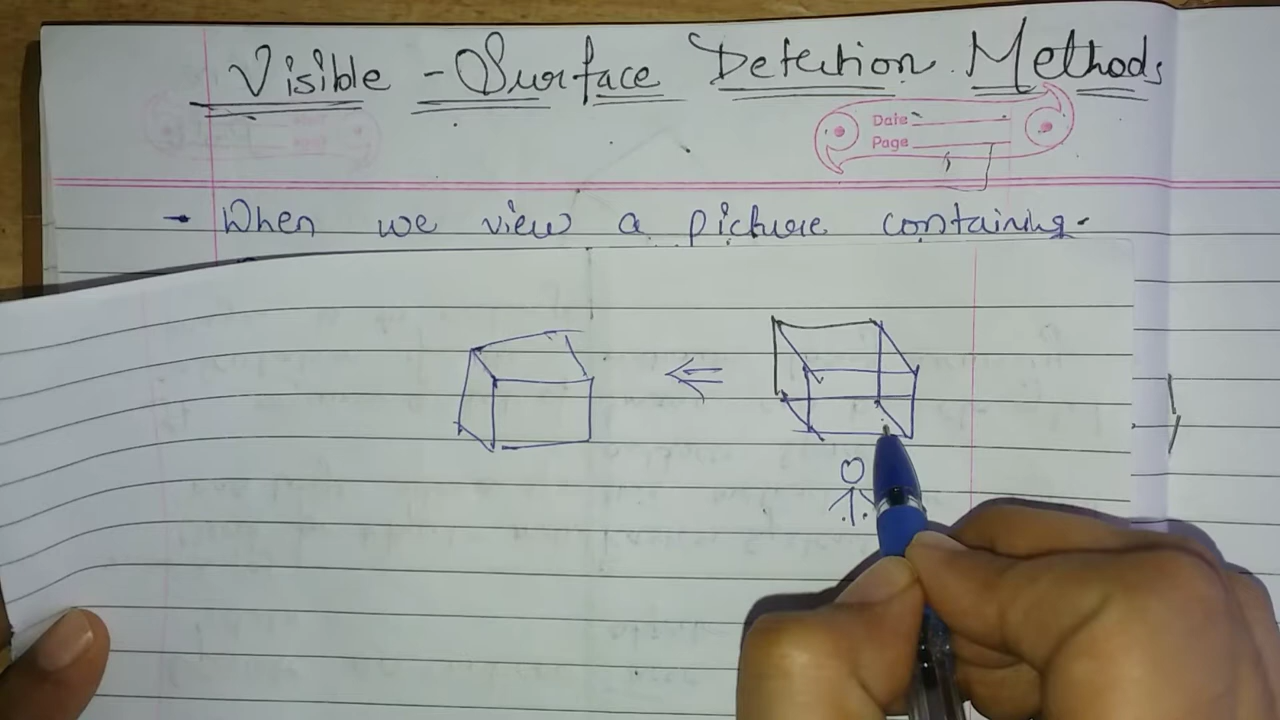 Visible - Surface Detection Methods
Date
Page
- When we view a picture containing.